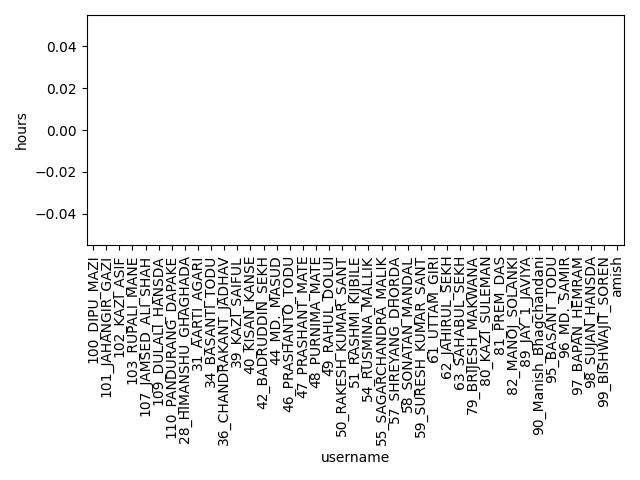 0.04
0.02
0.00
−0.02
−0.04
hours
100_DIPU_MAZI
101_JAHANGIR_GAZI
102_KAZI_ASIF
103_RUPALI_MANE
107_JAMSED_ALI_SHAH
109_DULALI_HANSDA
110_PANDURANG_DAPAKE
28_HIMANSHU_GHAGHADA
31_AARTI_AGARI
34_BASANTI_TODU
36_CHANDRAKANT_JADHAV
39_KAZI_SAIFUL
40_KISAN_KANSE
42_BADRUDDIN_SEKH
44_MD._MASUD
46_PRASHANTO_TODU
47_PRASHANT_MATE
48_PURNIMA_MATE
49_RAHUL_DOLUI
50_RAKESH_KUMAR_SANT
51_RASHMI_KIJBILE
54_RUSMINA_MALLIK
55_SAGARCHANDRA_MALIK
57_SHREYANG_DHORDA
58_SONATAN_MANDAL
59_SURESH_KUMAR_SANT
61_UTTAM_GIRI
62_JAHIRUL_SEKH
63_SAHABUL_SEKH
79_BRIJESH_MAKWANA
80_KAZI_SULEMAN
81_PREM_DAS
82_MANOJ_SOLANKI
89_JAY_1_JAVIYA
90_Manish_Bhagchandani
95_BASANT_TODU
96_MD._SAMIR
97_BAPAN_HEMRAM
98_SUJAN_HANSDA
99_BISHWAJIT_SOREN
amish
username